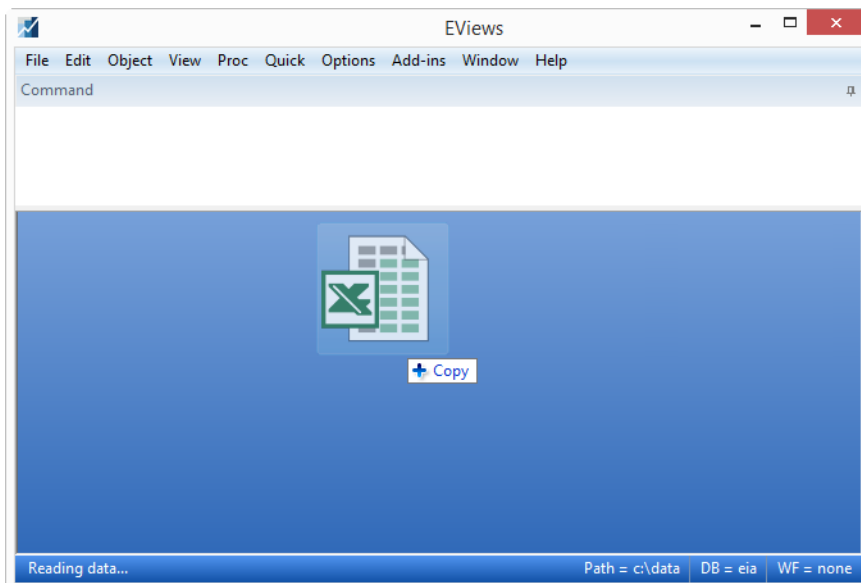 EViews
File Edit Object View Proc Quick Options Add-ins Window Help
Command
Copy
Reading data... Path = c:\data DB = eia WF = none